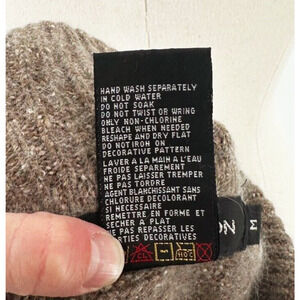 HAND WASH SEPARATELY
IN COLD WATER
DO NOT SOAK
DO NOT TWIST OR WRING
ONLY NON-CHLORINE
BLEACH WHEN NEEDED
RESHAPE AND DRY FLAT
DO NOT IRON ON
DECORATIVE PATTERN
LAVER A LA MAIN A L'EAU
FROIDE SEPAREMENT
NE PAS LAISSER TREMPER
NE PAS TORDRE
AGENT BLANCHISSANT SANS
CHLORURE DECOLORANT
SI NECESSAIRE
REMETTRE EN FORME ET
SECHER A PLAT
NE PAS REPASSER LES
PARTIES DECORATIVES
CL
M